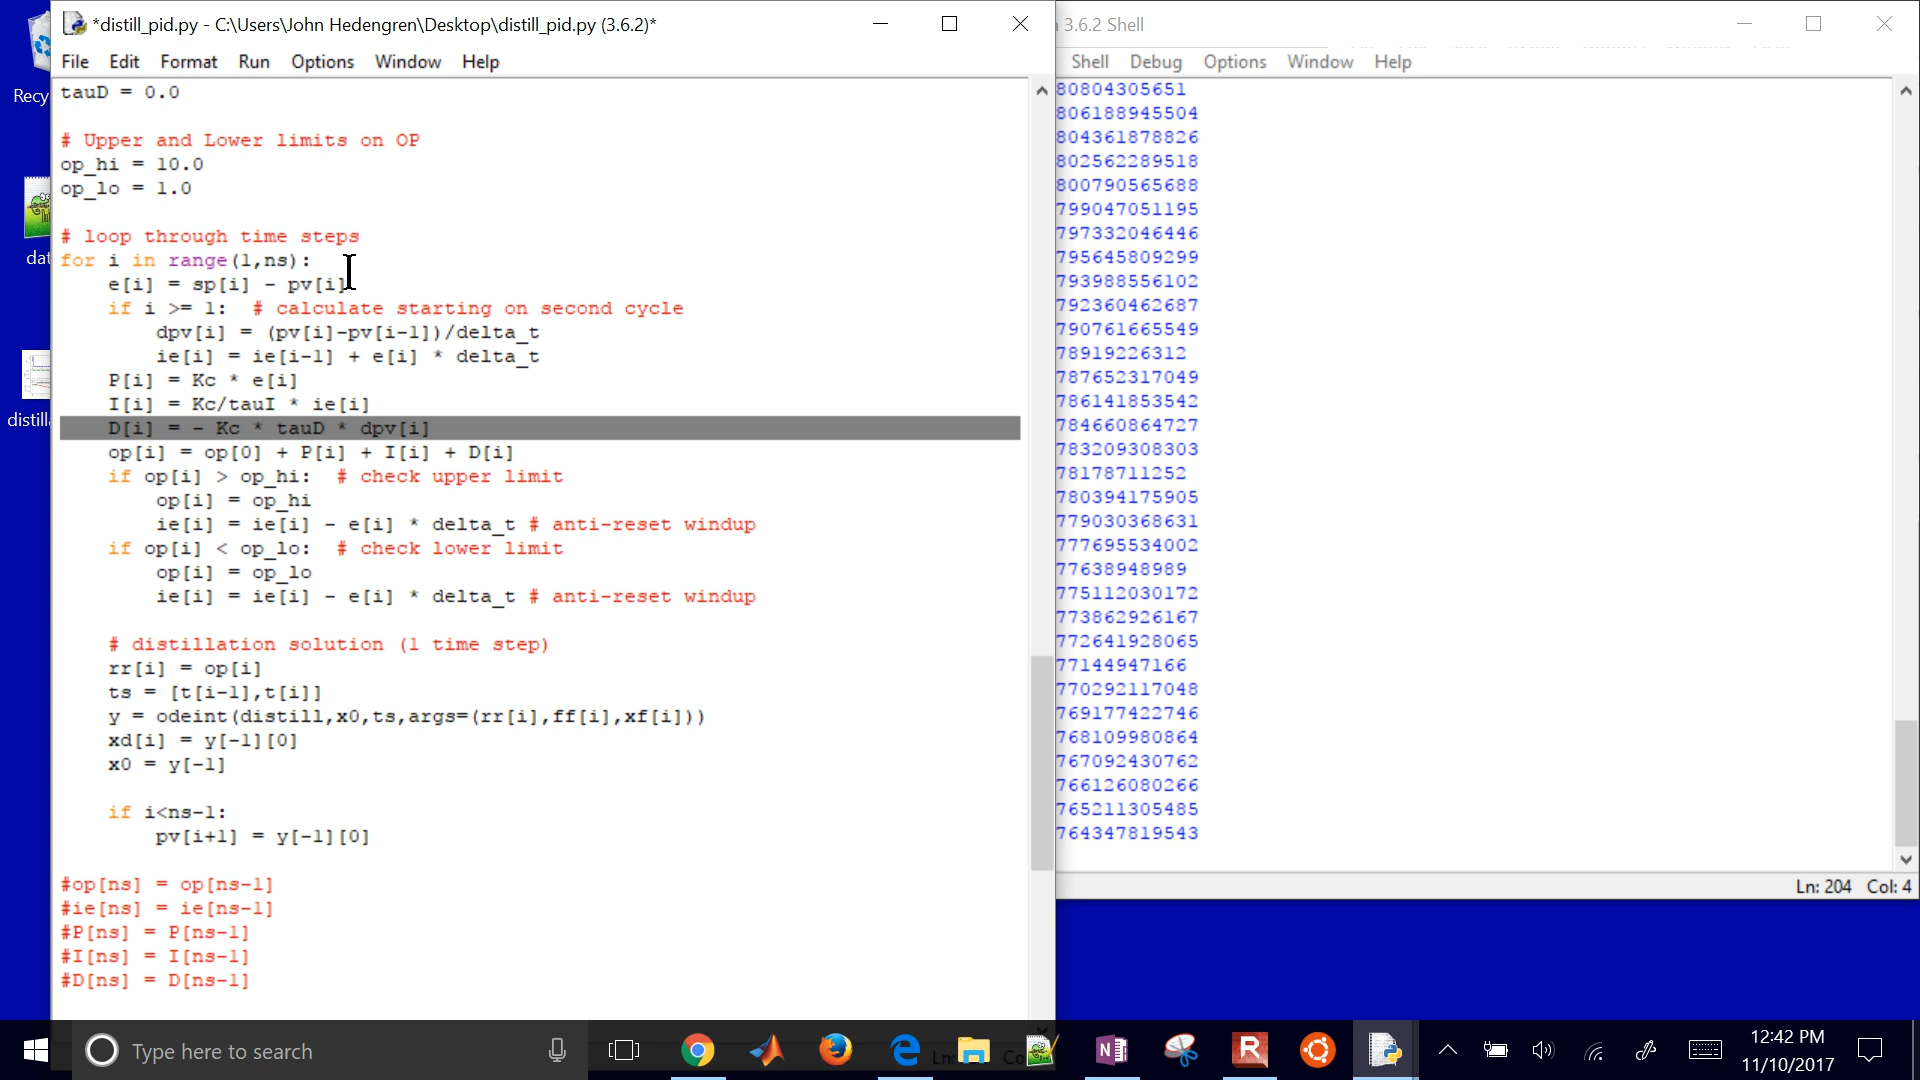 *distill_pid.py - C:\Users\John Hedengren\Desktop\distill_pid.py (3.6.2)*
File Edit Format Run Options Window Help
tauD = 0.0
# Upper and Lower limits on OP
op_hi = 10.0
op_lo = 1.0
# loop through time steps
for i in range(1,ns):
e[i] = sp[i] - pv[i]
if i >= 1:  # calculate starting on second cycle
dpv[i] = (pv[i]-pv[i-1])/delta_t
ie[i] = ie[i-1] + e[i] * delta_t
P[i] = Kc * e[i]
I[i] = Kc/tauI * ie[i]
D[i] = - Kc * tauD * dpv[i]
op[i] = op[0] + P[i] + I[i] + D[i]
if op[i] > op_hi:  # check upper limit
op[i] = op_hi
ie[i] = ie[i] - e[i] * delta_t # anti-reset windup
if op[i] < op_lo:  # check lower limit
op[i] = op_lo
ie[i] = ie[i] - e[i] * delta_t # anti-reset windup
# distillation solution (1 time step)
rr[i] = op[i]
ts = [t[i-1],t[i]]
y = odeint(distill,x0,ts,args=(rr[i],ff[i],xf[i]))
xd[i] = y[-1][0]
x0 = y[-1]
if i<ns-1:
pv[i+1] = y[-1][0]
#op[ns] = op[ns-1]
#ie[ns] = ie[ns-1]
#P[ns] = P[ns-1]
#I[ns] = I[ns-1]
#D[ns] = D[ns-1]
3.6.2 Shell
Shell Debug Options Window Help
80804305651
806188945504
804361878826
802562289518
800790565688
799047051195
797332046446
795645809299
793988556102
792360462687
790761665549
78919226312
787652317049
786141853542
784660864727
783209308303
78178711252
780394175905
779030368631
777695534002
77638948989
775112030172
773862926167
772641928065
77144947166
770292117048
769177422746
768109980864
767092430762
766126080266
765211305485
764347819543
Ln: 204 Col: 4
Recy
dat
distill
Type here to search
Ln: Co
12:42 PM
11/10/2017